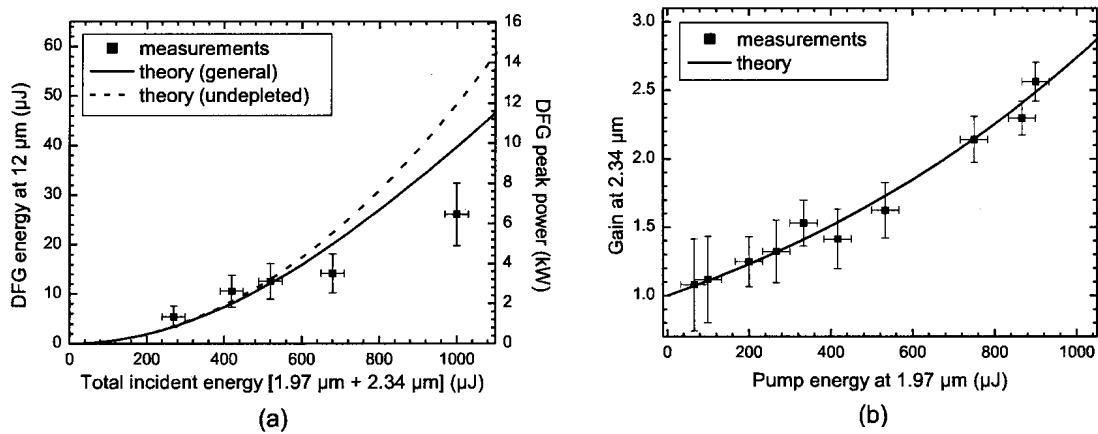 60
50
40
30
20
10
0
DFG energy at 12 µm (µJ)
measurements
theory (general)
theory (undepleted)
16
14
12
10
8
6
4
2
0
DFG peak power (kW)
0 200 400 600 800 1000
Total incident energy [1.97 µm + 2.34 µm] (µJ)
(a)
3.0
2.5
2.0
1.5
1.0
Gain at 2.34 µm
measurements
theory
0 200 400 600 800 1000
Pump energy at 1.97 µm (µJ)
(b)